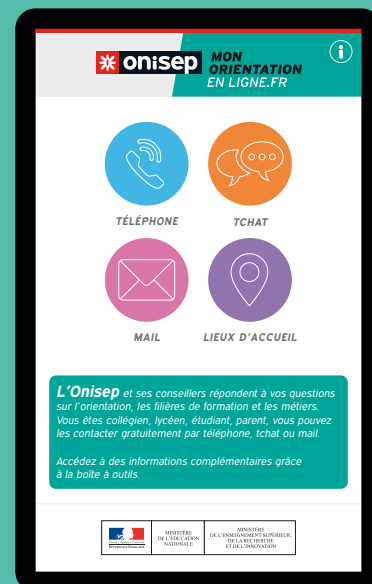 onisep MON
ORIENTATION
EN LIGNE.FR
i
TÉLÉPHONE
TCHAT
MAIL
LIEUX D'ACCUEIL
L'Onisep et ses conseillers répondent à vos questions
sur l'orientation, les filières de formation et les métiers.
Vous êtes collégien, lycéen, étudiant, parent, vous pouvez
les contacter gratuitement par téléphone, tchat ou mail.
Accédez à des informations complémentaires grâce
à la boîte à outils.
MINISTÈRE
DE L'ÉDUCATION
NATIONALE
MINISTÈRE
DE L'ENSEIGNEMENT SUPÉRIEUR,
DE LA RECHERCHE
ET DE L'INNOVATION